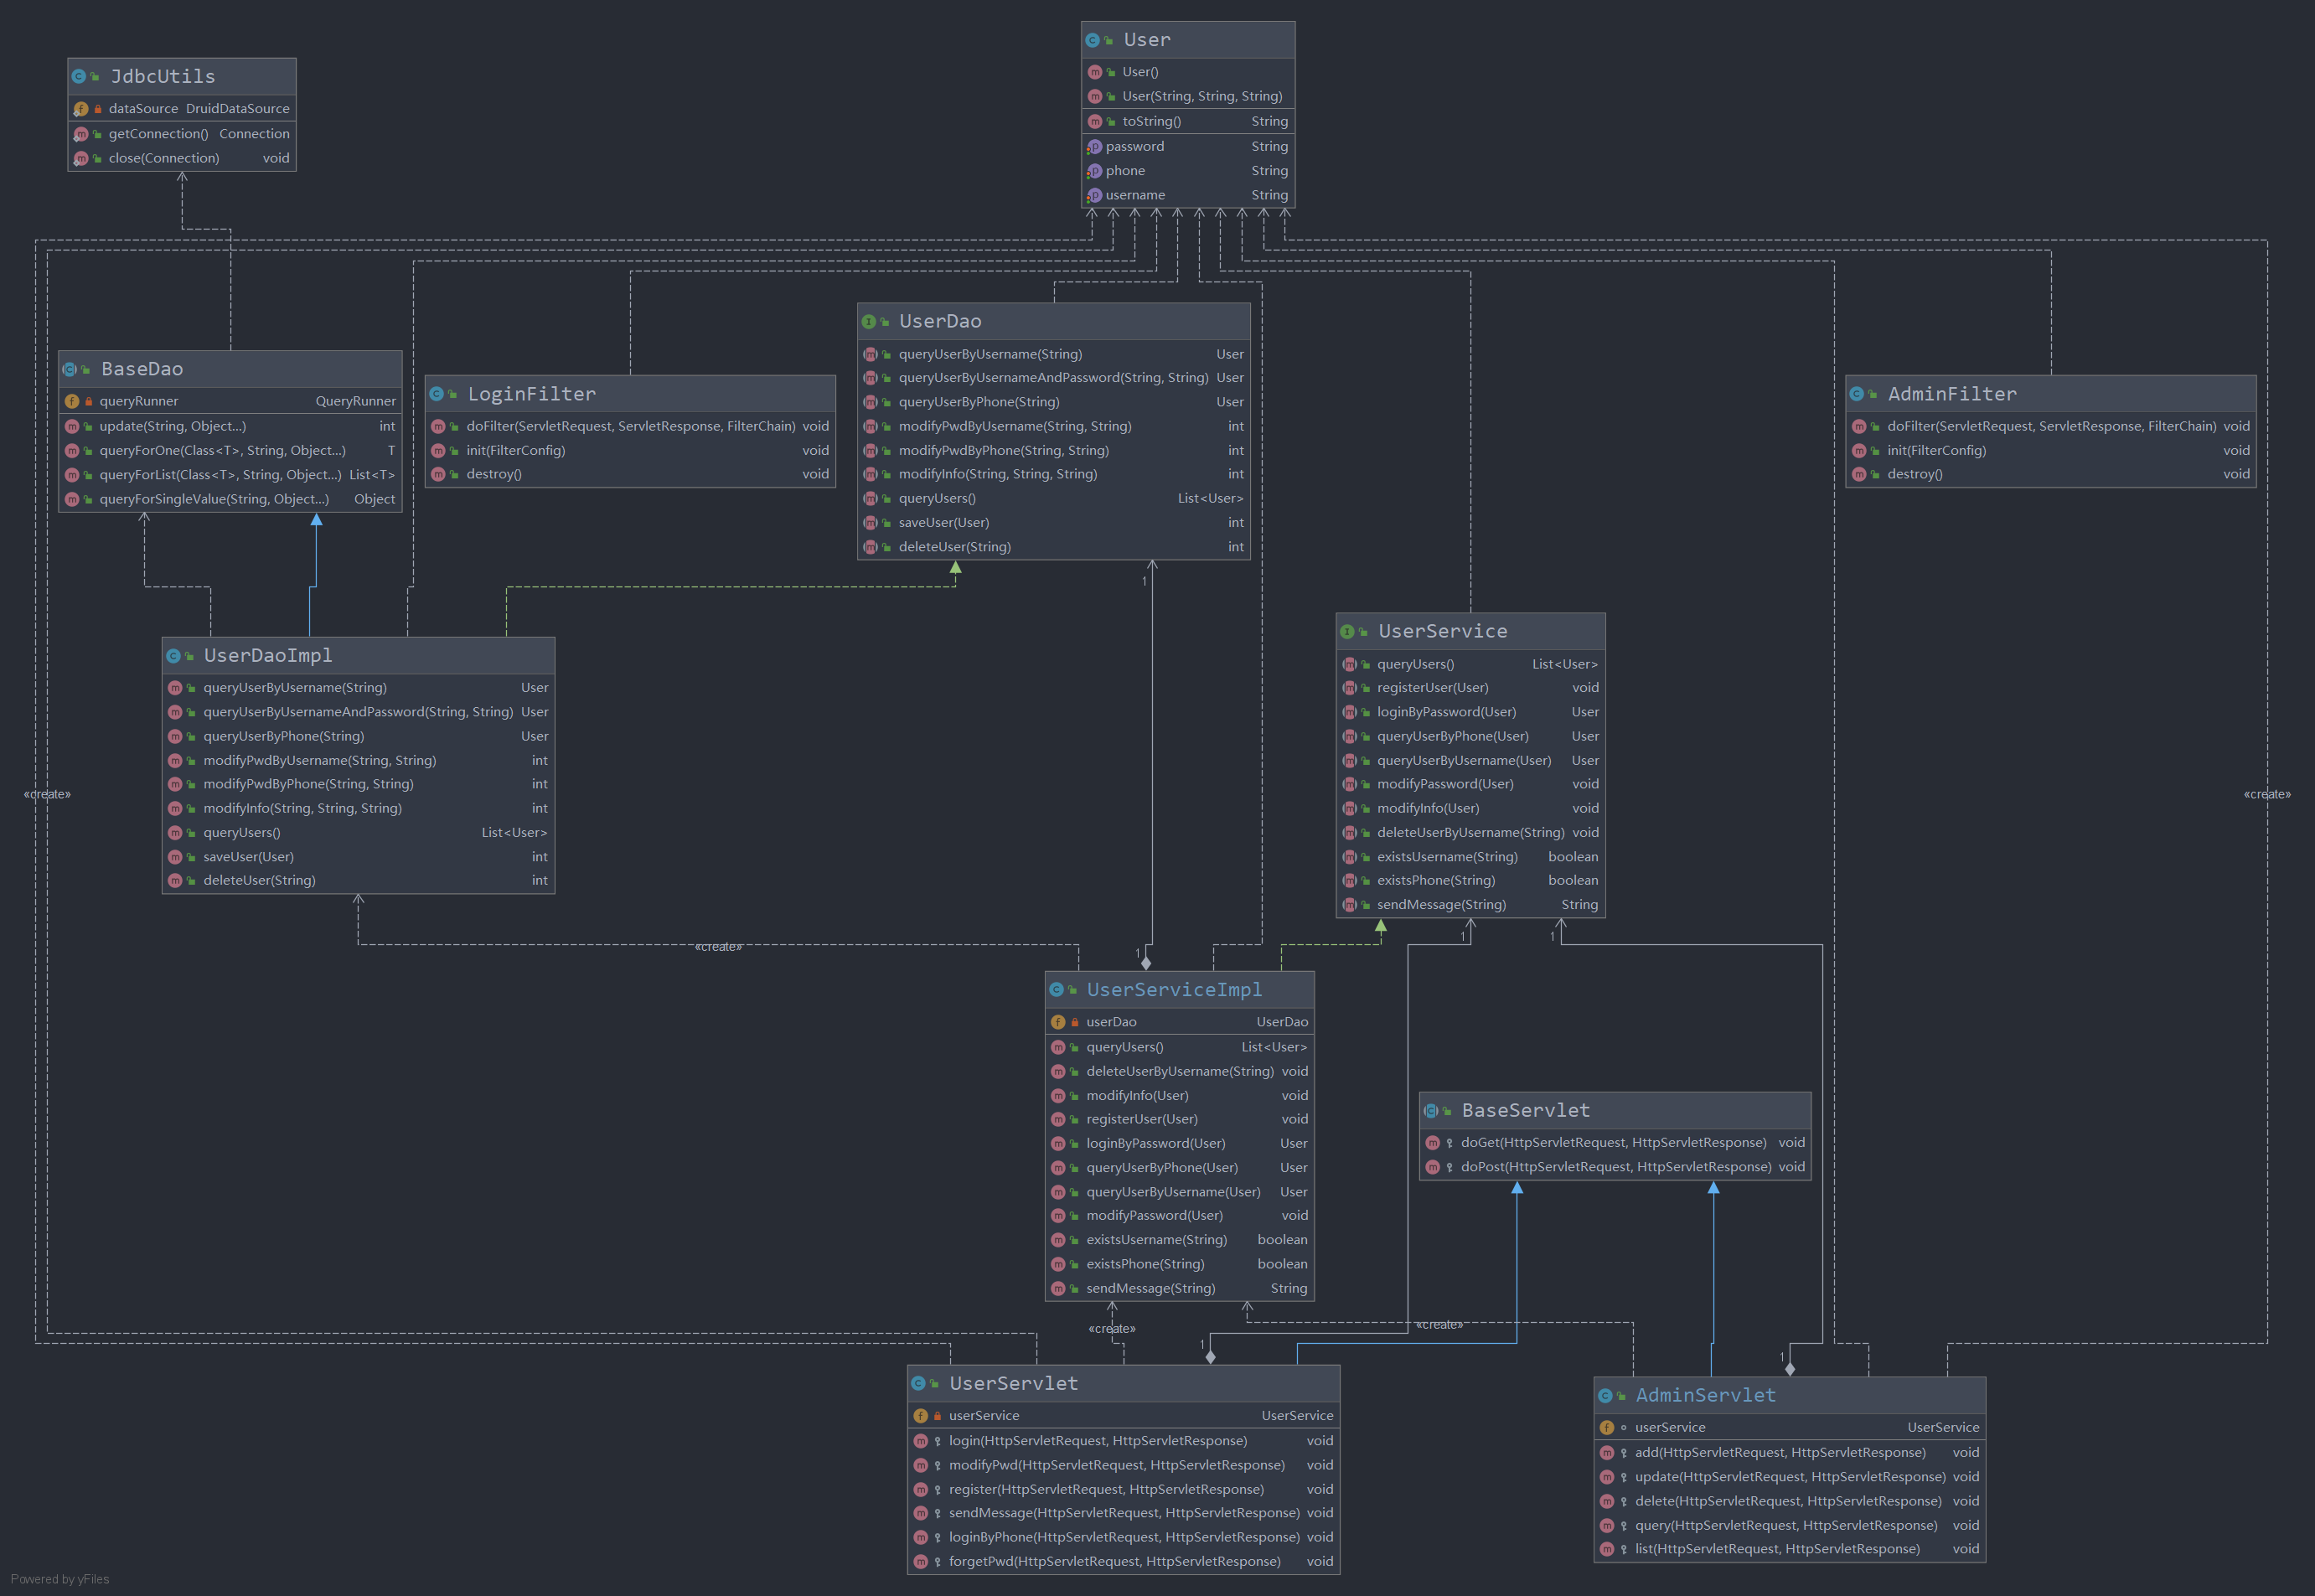 User
User()
User(String, String, String)
toString() String
password String
phone String
username String
JdbcUtils
dataSource DruidDataSource
getConnection() Connection
close(Connection) void
UserDao
queryUserByUsername(String) User
queryUserByUsernameAndPassword(String, String) User
queryUserByPhone(String) User
modifyPwdByUsername(String, String) int
modifyPwdByPhone(String, String) int
modifyInfo(String, String, String) int
queryUsers() List<User>
saveUser(User) int
deleteUser(String) int
BaseDao
queryRunner QueryRunner
update(String, Object...) int
queryForOne(Class<T>, String, Object...) T
queryForList(Class<T>, String, Object...) List<T>
queryForSingleValue(String, Object...) Object
LoginFilter
doFilter(ServletRequest, ServletResponse, FilterChain) void
init(FilterConfig) void
destroy() void
AdminFilter
doFilter(ServletRequest, ServletResponse, FilterChain) void
init(FilterConfig) void
destroy() void
1
UserDaoImpl
queryUserByUsername(String) User
queryUserByUsernameAndPassword(String, String) User
queryUserByPhone(String) User
modifyPwdByUsername(String, String) int
modifyPwdByPhone(String, String) int
modifyInfo(String, String, String) int
queryUsers() List<User>
saveUser(User) int
deleteUser(String) int
UserService
queryUsers() List<User>
registerUser(User) void
loginByPassword(User) User
queryUserByPhone(User) User
queryUserByUsername(User) User
modifyPassword(User) void
modifyInfo(User) void
deleteUserByUsername(String) void
existsUsername(String) boolean
existsPhone(String) boolean
sendMessage(String) String
«create»
«create»
1
1
«create»
1
UserServiceImpl
userDao UserDao
queryUsers() List<User>
deleteUserByUsername(String) void
modifyInfo(User) void
registerUser(User) void
loginByPassword(User) User
queryUserByPhone(User) User
queryUserByUsername(User) User
modifyPassword(User) void
existsUsername(String) boolean
existsPhone(String) boolean
sendMessage(String) String
BaseServlet
doGet(HttpServletRequest, HttpServletResponse) void
doPost(HttpServletRequest, HttpServletResponse) void
«create»
«create»
1
1
UserServlet
userService UserService
login(HttpServletRequest, HttpServletResponse) void
modifyPwd(HttpServletRequest, HttpServletResponse) void
register(HttpServletRequest, HttpServletResponse) void
sendMessage(HttpServletRequest, HttpServletResponse) void
loginByPhone(HttpServletRequest, HttpServletResponse) void
forgetPwd(HttpServletRequest, HttpServletResponse) void
AdminServlet
userService UserService
add(HttpServletRequest, HttpServletResponse) void
update(HttpServletRequest, HttpServletResponse) void
delete(HttpServletRequest, HttpServletResponse) void
query(HttpServletRequest, HttpServletResponse) void
list(HttpServletRequest, HttpServletResponse) void
Powered by yFiles